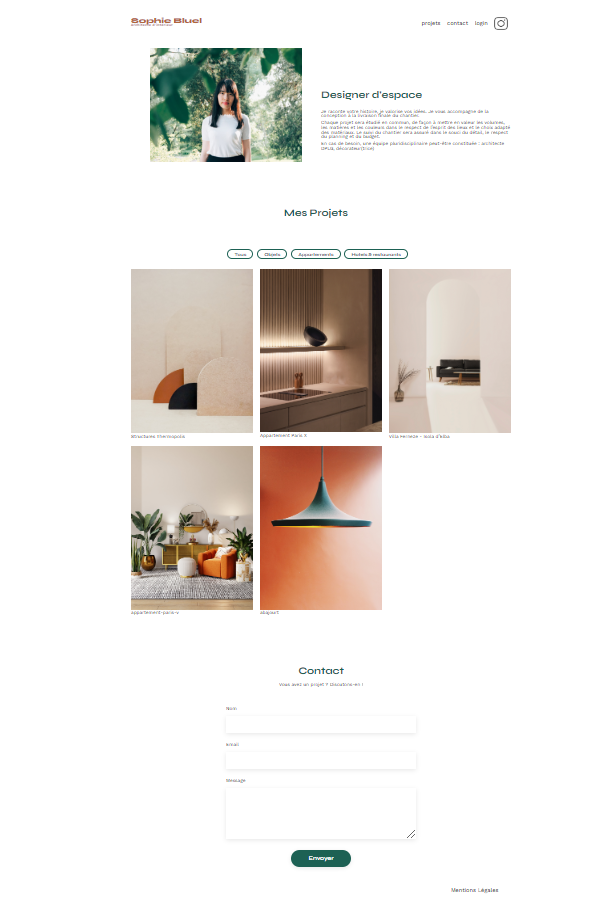 Sophie Bluel
projets
contact
login
Designer d'espace
Je raconte votre histoire, je valorise vos idées. Je vous accompagne de la
conception à la livraison finale du chantier.
Chaque projet sera étudié en commun, de façon à mettre en valeur les volumes,
les matières et les couleurs dans le respect de l'esprit des lieux et le choix adapté
des matériaux. Le suivi du chantier sera assuré dans le souci du détail, le respect
du planning et du budget.
En cas de besoin, une équipe pluridisciplinaire peut-être constituée : architecte
DPLG, décorateur(trice)
Mes Projets
Tous
Objets
Appartements
Hotels & restaurants
Structures Thermopolis
Appartement Paris X
Villa Ferneze - Isola d'Elba
appartement-paris-v
abajourt
Contact
Vous avez un projet ? Discutons-en !
Nom
Email
Message
Envoyer
Mentions Légales